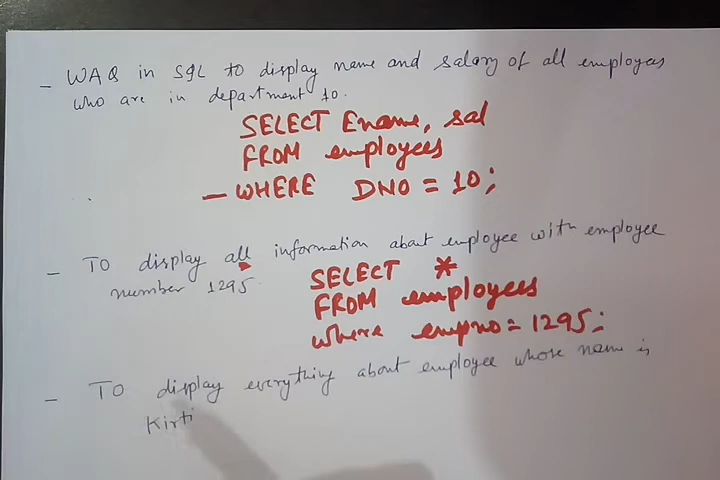 - WAQ in SQL to display name and salary of all employees
who are in department 10.
SELECT Ename, sal
FROM employees
- WHERE DNO = 10;
- TO display all information about employee with employee
number 1295.
SELECT *
FROM employees
where empno = 1295;
- TO display everything about employee whose name is
Kirti